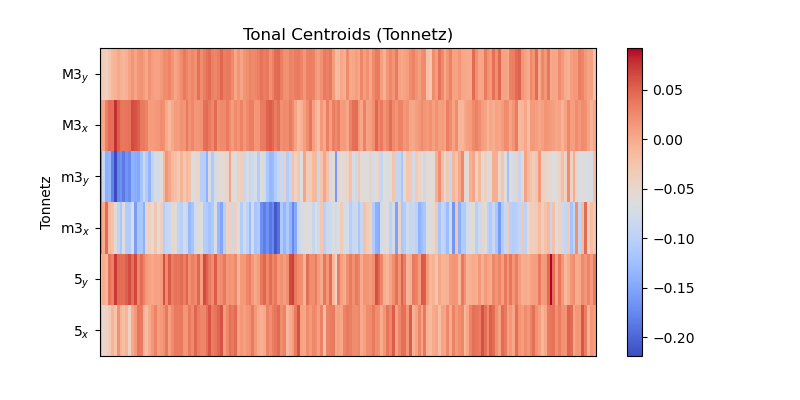 Tonal Centroids (Tonnetz)
Tonnetz
M3y
M3x
m3y
m3x
5y
5x
0.05
0.00
−0.05
−0.10
−0.15
−0.20